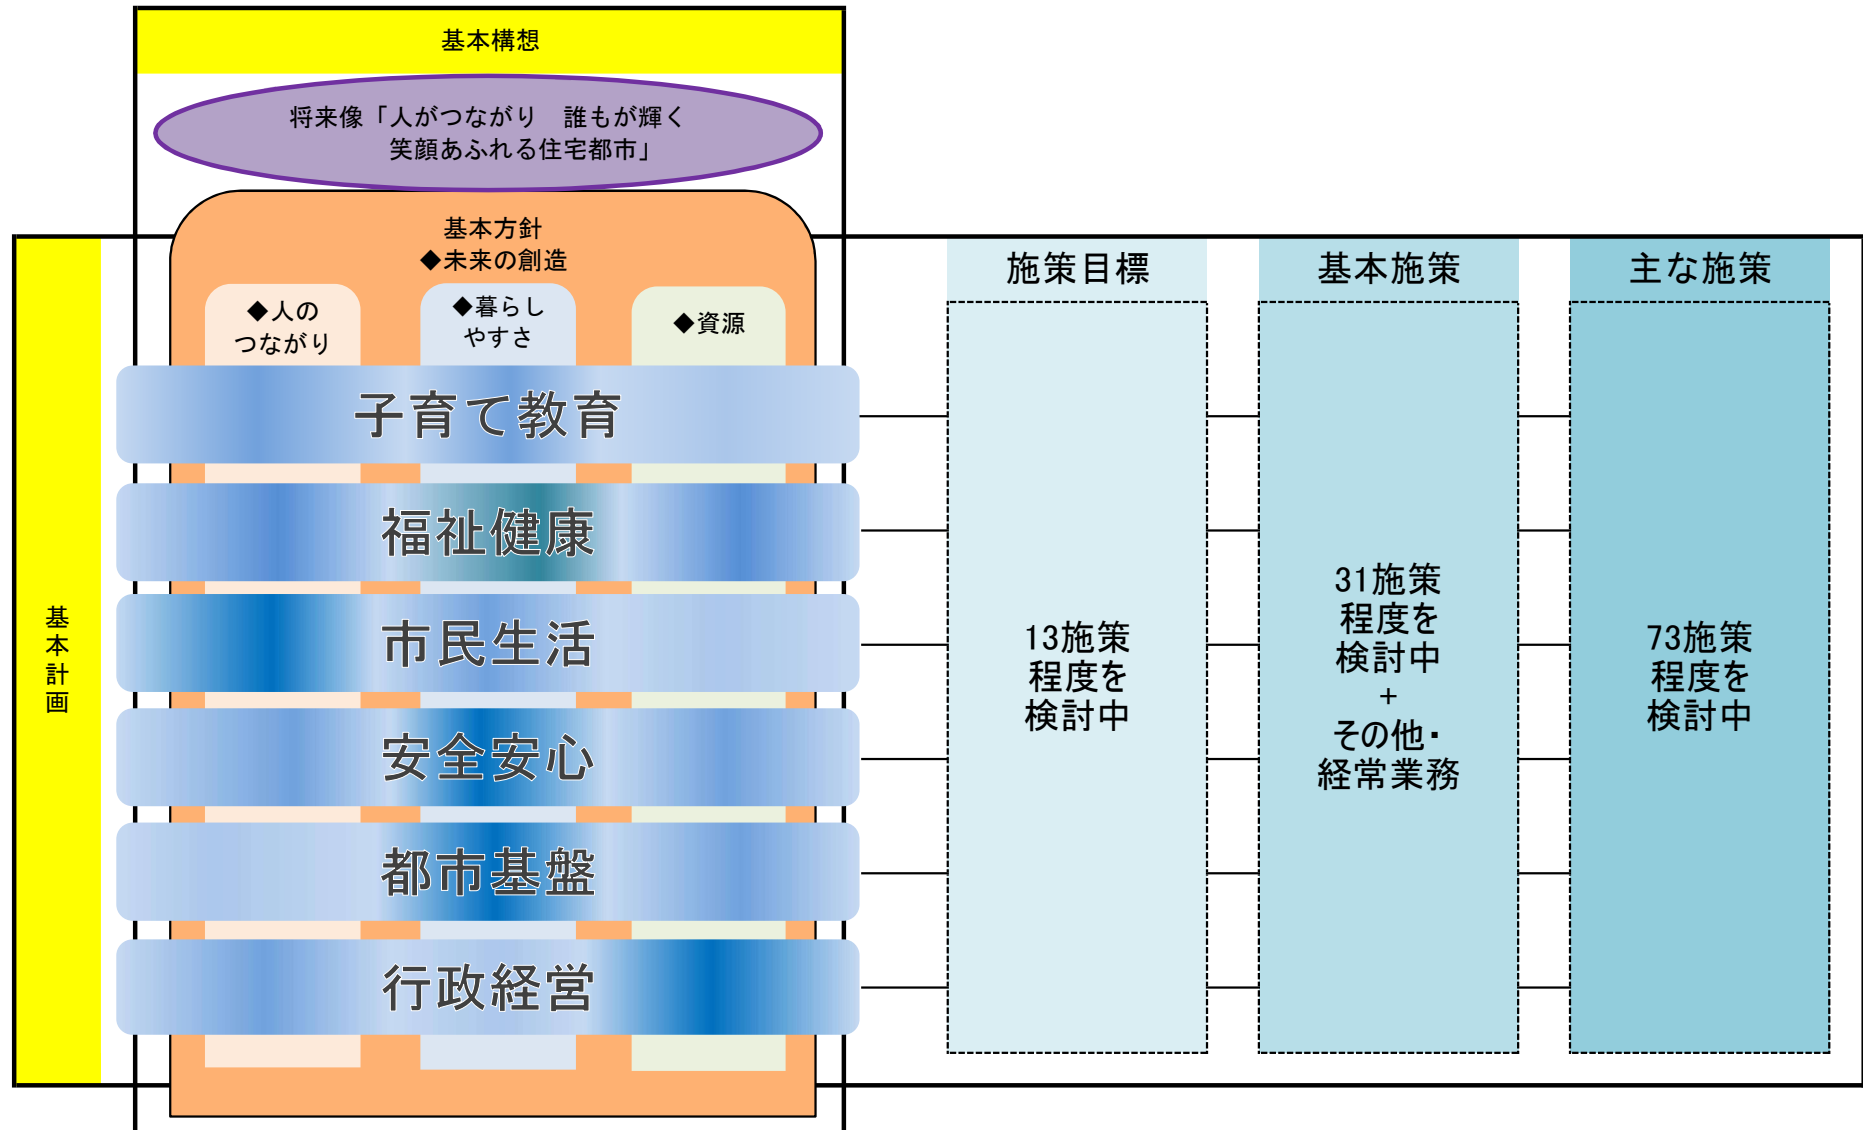 基本構想
将来像「人がつながり　誰もが輝く
笑顔あふれる住宅都市」
基本方針
◆未来の創造
◆人の
つながり
◆暮らし
やすさ
◆資源
子育て教育
福祉健康
市民生活
安全安心
都市基盤
行政経営
基
本
計
画
施策目標
13施策
程度を
検討中
基本施策
31施策
程度を
検討中
+
その他・
経常業務
主な施策
73施策
程度を
検討中